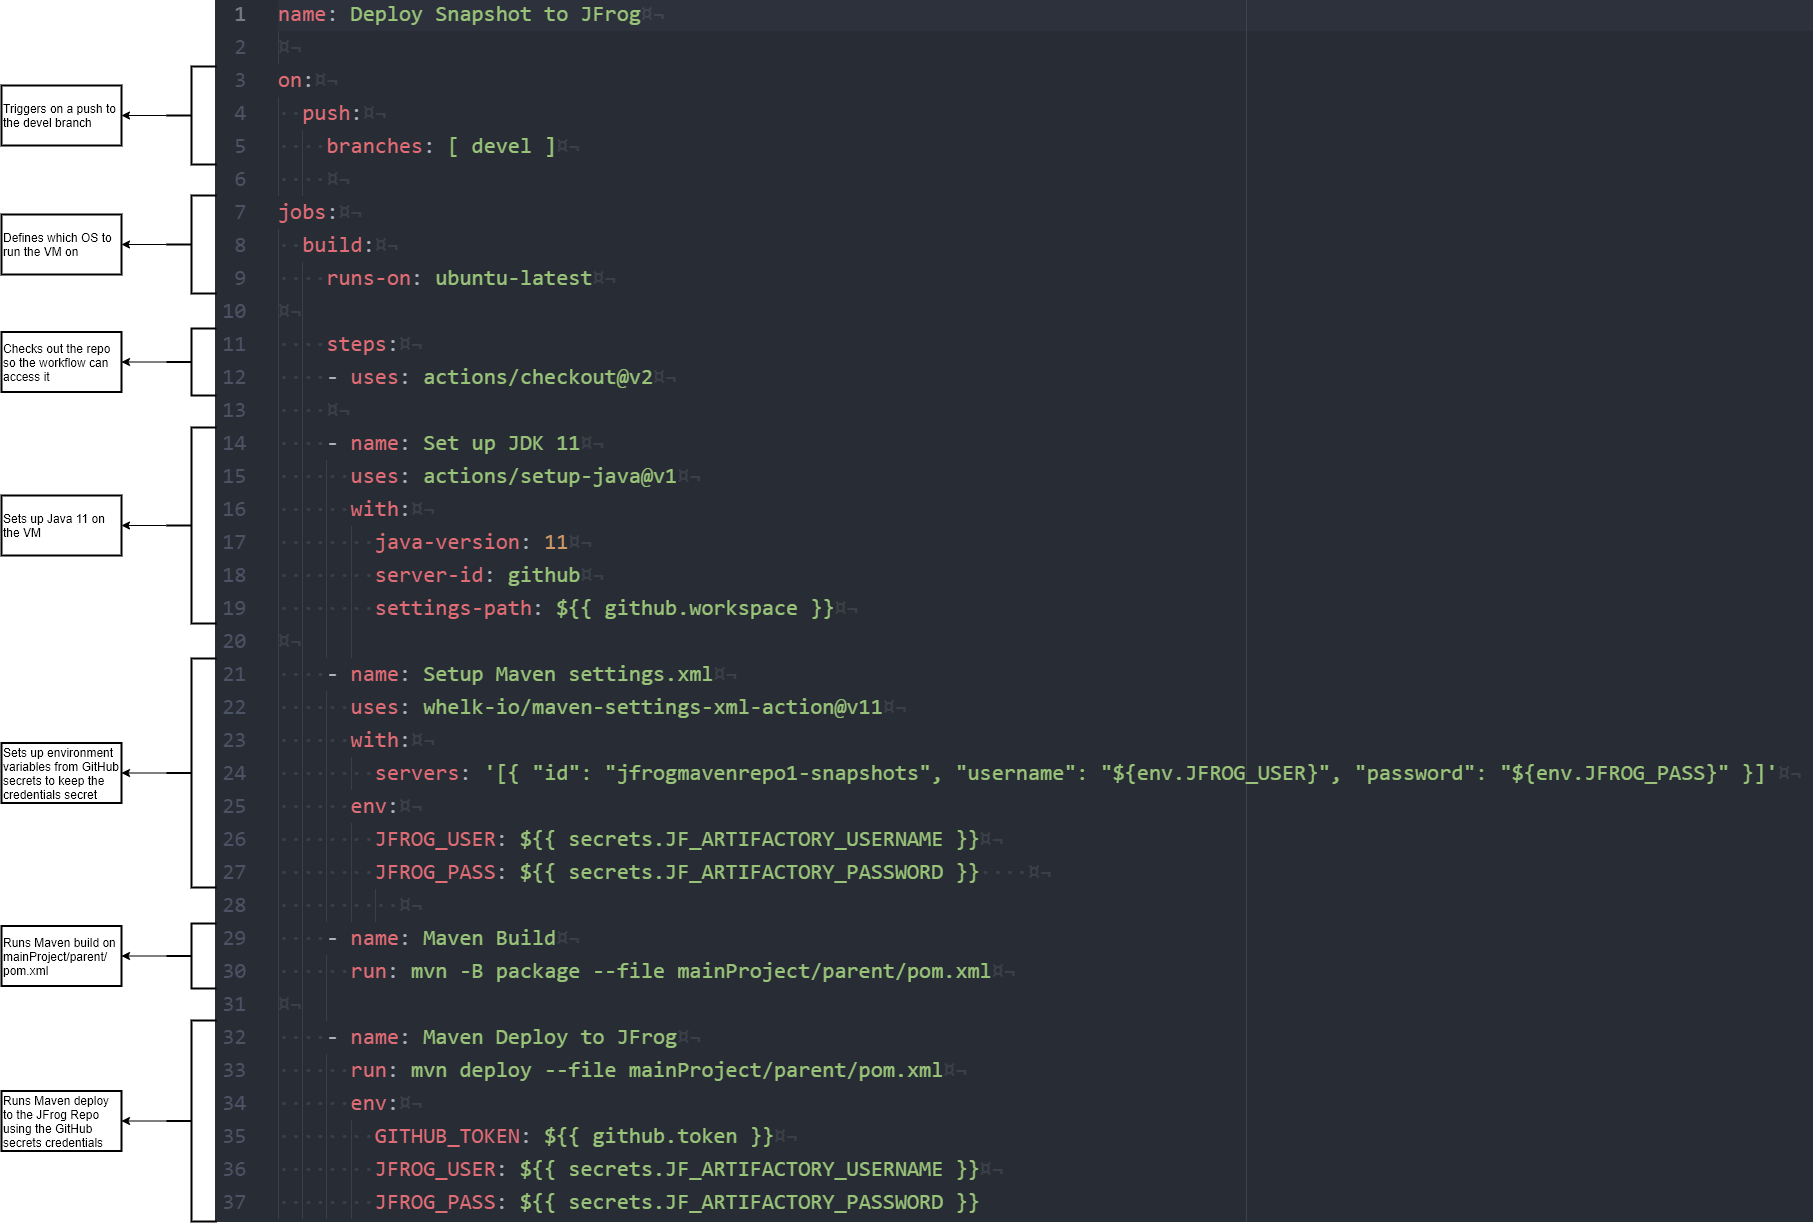 Triggers on a push to
the devel branch
Defines which OS to
run the VM on
Checks out the repo
so the workflow can
access it
Sets up Java 11 on
the VM
Sets up environment
variables from GitHub
secrets to keep the
credentials secret
Runs Maven build on
mainProject/parent/
pom.xml
Runs Maven deploy
to the JFrog Repo
using the GitHub
secrets credentials
1 name: Deploy Snapshot to JFrog¤¬
2 ¤¬
3 on:¤¬
4 ··push:¤¬
5 ····branches: [ devel ]¤¬
6 ····¤¬
7 jobs:¤¬
8 ··build:¤¬
9 ····runs-on: ubuntu-latest¤¬
10 ¤¬
11 ····steps:¤¬
12 ····- uses: actions/checkout@v2¤¬
13 ····¤¬
14 ····- name: Set up JDK 11¤¬
15 ······uses: actions/setup-java@v1¤¬
16 ······with:¤¬
17 ········java-version: 11¤¬
18 ········server-id: github¤¬
19 ········settings-path: ${{ github.workspace }}¤¬
20 ¤¬
21 ····- name: Setup Maven settings.xml¤¬
22 ······uses: whelk-io/maven-settings-xml-action@v11¤¬
23 ······with:¤¬
24 ········servers: '[{ "id": "jfrogmavenrepo1-snapshots", "username": "${env.JFROG_USER}", "password": "${env.JFROG_PASS}" }]'¤¬
25 ······env:¤¬
26 ········JFROG_USER: ${{ secrets.JF_ARTIFACTORY_USERNAME }}¤¬
27 ········JFROG_PASS: ${{ secrets.JF_ARTIFACTORY_PASSWORD }}····¤¬
28 ··········¤¬
29 ····- name: Maven Build¤¬
30 ······run: mvn -B package --file mainProject/parent/pom.xml¤¬
31 ¤¬
32 ····- name: Maven Deploy to JFrog¤¬
33 ······run: mvn deploy --file mainProject/parent/pom.xml¤¬
34 ······env:¤¬
35 ········GITHUB_TOKEN: ${{ github.token }}¤¬
36 ········JFROG_USER: ${{ secrets.JF_ARTIFACTORY_USERNAME }}¤¬
37 ········JFROG_PASS: ${{ secrets.JF_ARTIFACTORY_PASSWORD }}